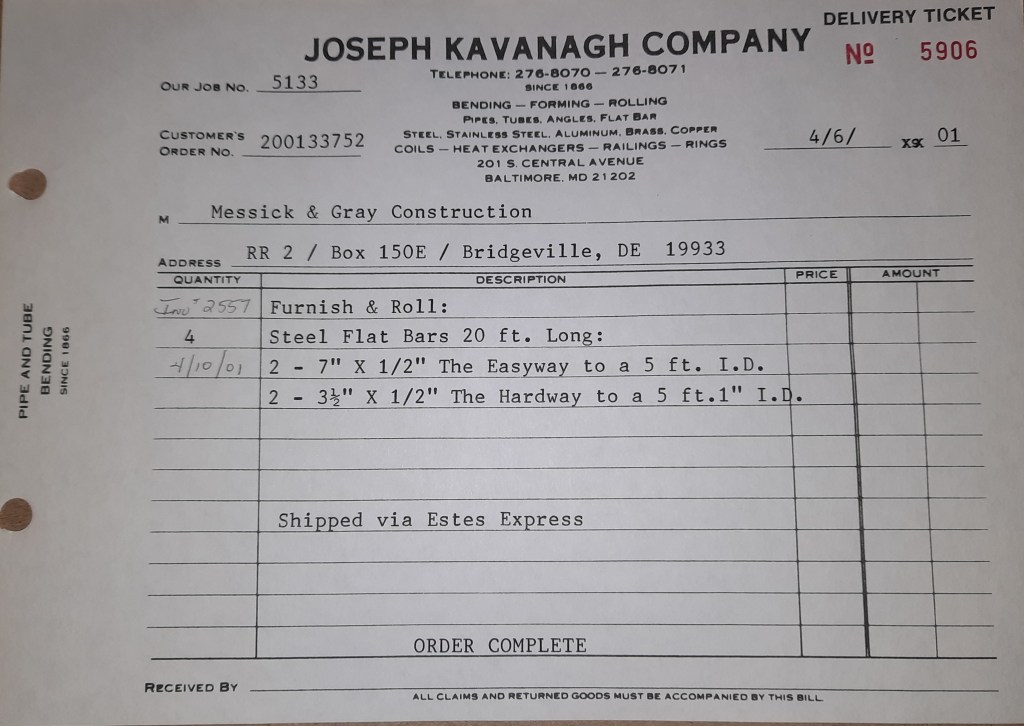 DELIVERY TICKET
JOSEPH KAVANAGH COMPANY
Nº 5906
TELEPHONE: 276-8070 — 276-8071
SINCE 1866
OUR JOB NO. 5133
BENDING — FORMING — ROLLING
PIPES, TUBES, ANGLES, FLAT BAR
STEEL, STAINLESS STEEL, ALUMINUM, BRASS, COPPER
CUSTOMER'S
ORDER NO. 200133752
COILS — HEAT EXCHANGERS — RAILINGS — RINGS
4/6/ 01
201 S. CENTRAL AVENUE
BALTIMORE, MD 21202
M Messick & Gray Construction
ADDRESS RR 2 / Box 150E / Bridgeville, DE 19933
QUANTITY DESCRIPTION PRICE AMOUNT
Inv # 2557 Furnish & Roll:
4 Steel Flat Bars 20 ft. Long:
4/10/01 2 - 7" X 1/2" The Easyway to a 5 ft. I.D.
2 - 3½" X 1/2" The Hardway to a 5 ft.1" I.D.
Shipped via Estes Express
ORDER COMPLETE
RECEIVED BY
ALL CLAIMS AND RETURNED GOODS MUST BE ACCOMPANIED BY THIS BILL
PIPE AND TUBE
BENDING
SINCE 1866